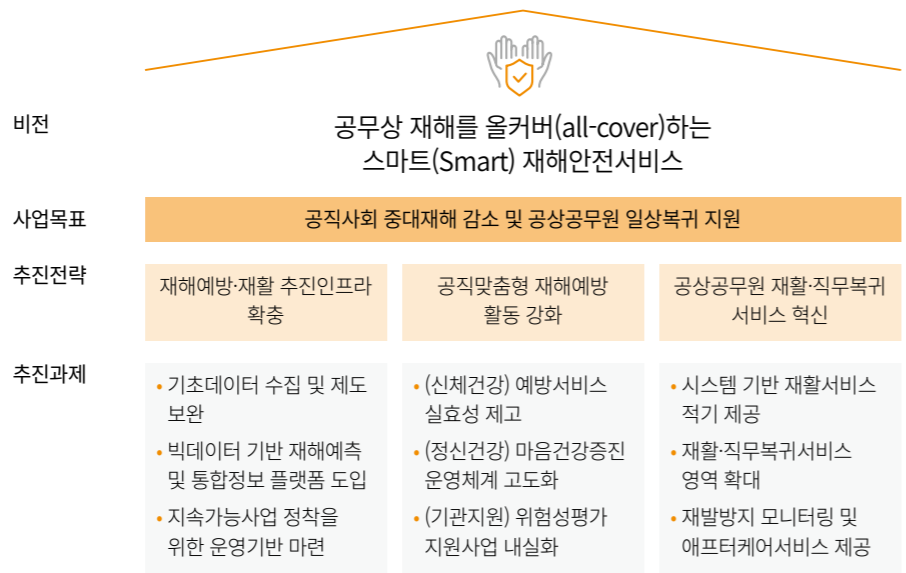 비전
공무상 재해를 올커버(all-cover)하는
스마트(Smart) 재해안전서비스
사업목표
공직사회 중대재해 감소 및 공상공무원 일상복귀 지원
추진전략
재해예방·재활 추진인프라
확충
공직맞춤형 재해예방
활동 강화
공상공무원 재활·직무복귀
서비스 혁신
추진과제
• 기초데이터 수집 및 제도
보완
• 빅데이터 기반 재해예측
및 통합정보 플랫폼 도입
• 지속가능사업 정착을
위한 운영기반 마련
• (신체건강) 예방서비스
실효성 제고
• (정신건강) 마음건강증진
운영체계 고도화
• (기관지원) 위험성평가
지원사업 내실화
• 시스템 기반 재활서비스
적기 제공
• 재활·직무복귀서비스
영역 확대
• 재발방지 모니터링 및
애프터케어서비스 제공